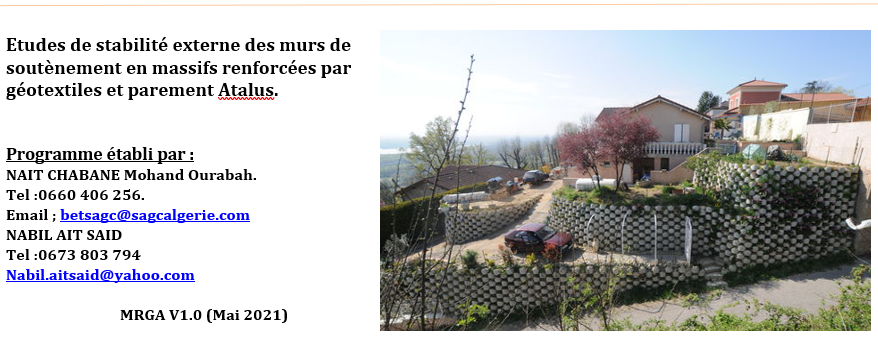 Etudes de stabilité externe des murs de
soutènement en massifs renforcées par
géotextiles et parement Atalus.
Programme établi par :
NAIT CHABANE Mohand Ourabah.
Tel :0660 406 256.
Email ; betsagc@sagcalgerie.com
NABIL AIT SAID
Tel :0673 803 794
Nabil.aitsaid@yahoo.com
MRGA V1.0 (Mai 2021)